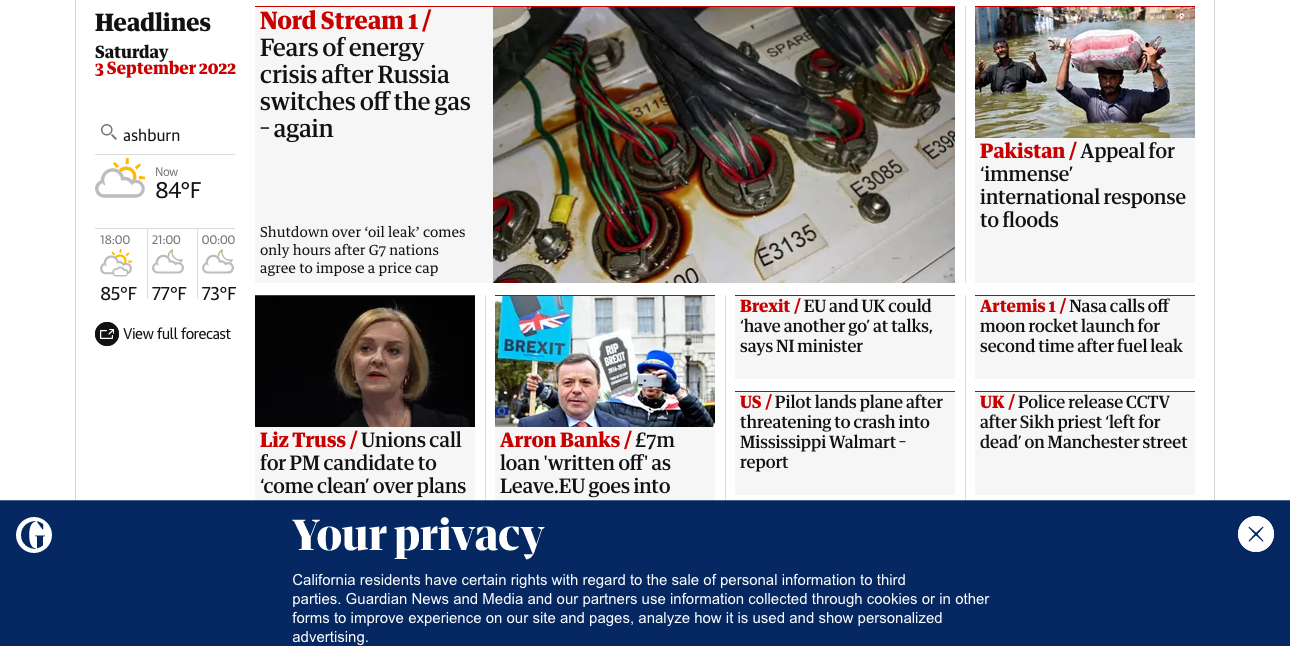 Headlines
Saturday
3 September 2022
ashburn
Now
84°F
18:00
21:00
00:00
85°F
77°F
73°F
View full forecast
Nord Stream 1 /
Fears of energy
crisis after Russia
switches off the gas
– again
Shutdown over ‘oil leak’ comes
only hours after G7 nations
agree to impose a price cap
SPARE
E3119
E398
E3085
E3135
100
Pakistan / Appeal for
‘immense’
international response
to floods
Liz Truss / Unions call
for PM candidate to
‘come clean’ over plans
BREXIT
RIP
BREXIT
Arron Banks / £7m
loan 'written off' as
Leave.EU goes into
Brexit / EU and UK could
‘have another go’ at talks,
says NI minister
US / Pilot lands plane after
threatening to crash into
Mississippi Walmart –
report
Artemis 1 / Nasa calls off
moon rocket launch for
second time after fuel leak
UK / Police release CCTV
after Sikh priest ‘left for
dead’ on Manchester street
G
Your privacy
California residents have certain rights with regard to the sale of personal information to third
parties. Guardian News and Media and our partners use information collected through cookies or in other
forms to improve experience on our site and pages, analyze how it is used and show personalized
advertising.